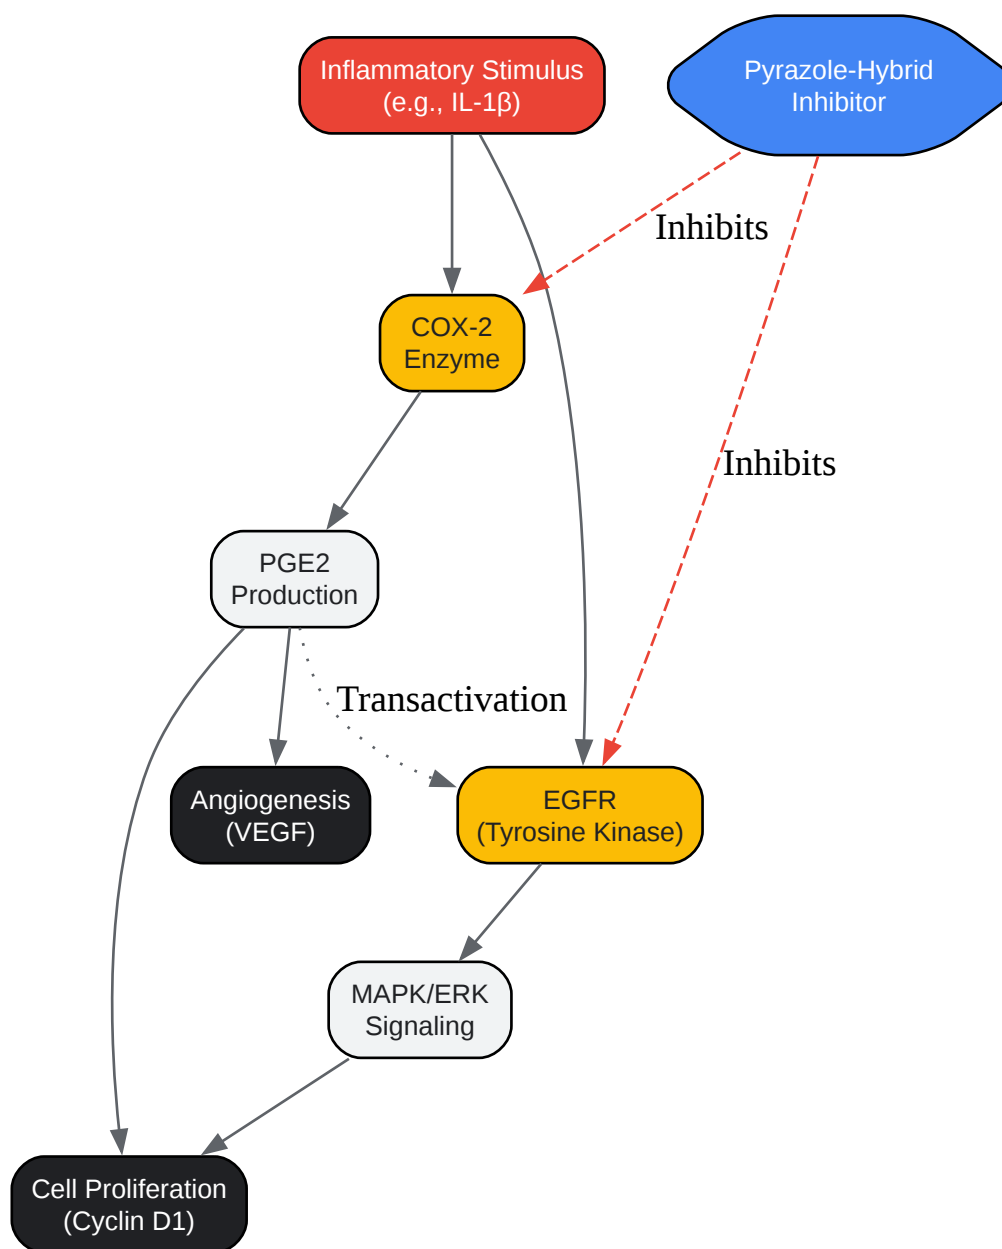 Inflammatory Stimulus
(e.g., IL-1β)
Pyrazole-Hybrid
Inhibitor
Inhibits
COX-2
Enzyme
Inhibits
PGE2
Production
Transactivation
Angiogenesis
(VEGF)
EGFR
(Tyrosine Kinase)
MAPK/ERK
Signaling
Cell Proliferation
(Cyclin D1)